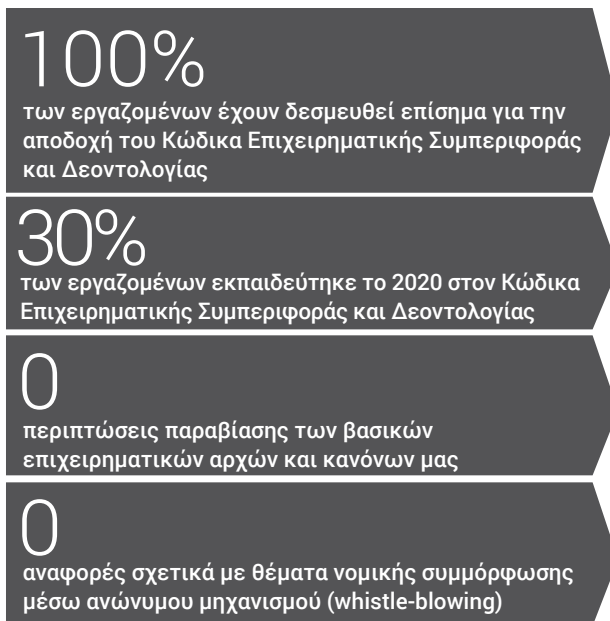 100%
των εργαζομένων έχουν δεσμευθεί επίσημα για την
αποδοχή του Κώδικα Επιχειρηματικής Συμπεριφοράς
και Δεοντολογίας
30%
των εργαζομένων εκπαιδεύτηκε το 2020 στον Κώδικα
Επιχειρηματικής Συμπεριφοράς και Δεοντολογίας
0
περιπτώσεις παραβίασης των βασικών
επιχειρηματικών αρχών και κανόνων μας
0
αναφορές σχετικά με θέματα νομικής συμμόρφωσης
μέσω ανώνυμου μηχανισμού (whistle-blowing)